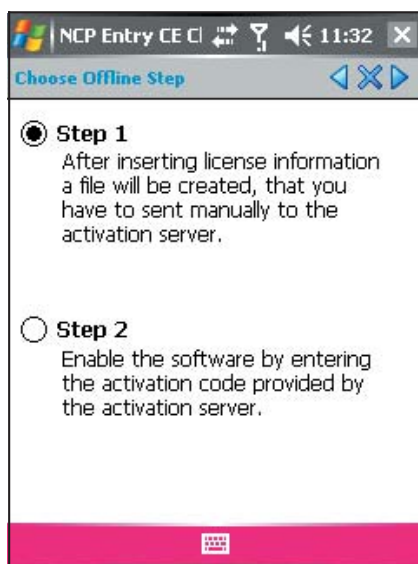 NCP Entry CE Cl 11:32
Choose Offline Step
Step 1
After inserting license information
a file will be created, that you
have to sent manually to the
activation server.
Step 2
Enable the software by entering
the activation code provided by
the activation server.